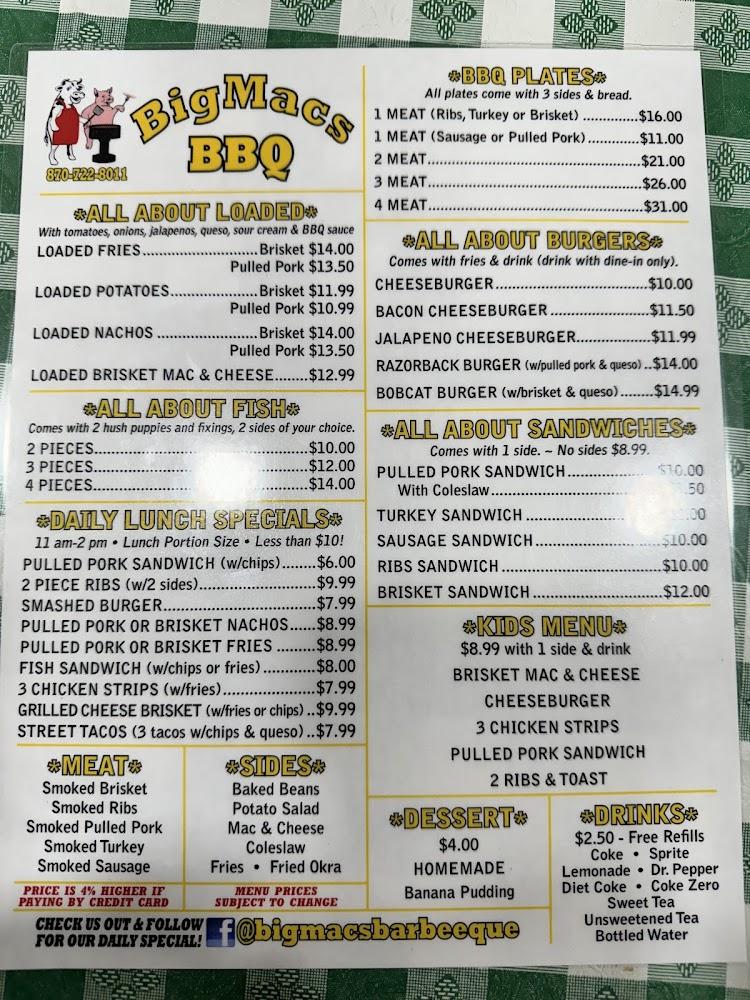 BigMacs
BBQ
870-722-8011
*ALL ABOUT LOADED*
With tomatoes, onions, jalapenos, queso, sour cream & BBQ sauce
LOADED FRIES..........................Brisket $14.00
Pulled Pork $13.50
LOADED POTATOES....................Brisket $11.99
Pulled Pork $10.99
LOADED NACHOS ......................Brisket $14.00
Pulled Pork $13.50
LOADED BRISKET MAC & CHEESE.......$12.99
*ALL ABOUT FISH*
Comes with 2 hush puppies and fixings, 2 sides of your choice.
2 PIECES.................................................$10.00
3 PIECES.................................................$12.00
4 PIECES.................................................$14.00
*DAILY LUNCH SPECIALS*
11 am-2 pm • Lunch Portion Size • Less than $10!
PULLED PORK SANDWICH (w/chips).......$6.00
2 PIECE RIBS (w/2 sides).......................$9.99
SMASHED BURGER................................$7.99
PULLED PORK OR BRISKET NACHOS.....$8.99
PULLED PORK OR BRISKET FRIES .......$8.99
FISH SANDWICH (w/chips or fries)...........$8.00
3 CHICKEN STRIPS (w/fries)...................$7.99
GRILLED CHEESE BRISKET (w/fries or chips)..$9.99
STREET TACOS (3 tacos w/chips & queso)..$7.99
*MEAT*
Smoked Brisket
Smoked Ribs
Smoked Pulled Pork
Smoked Turkey
Smoked Sausage
PRICE IS 4% HIGHER IF
PAYING BY CREDIT CARD
*SIDES*
Baked Beans
Potato Salad
Mac & Cheese
Coleslaw
Fries • Fried Okra
MENU PRICES
SUBJECT TO CHANGE
CHECK US OUT & FOLLOW
FOR OUR DAILY SPECIAL!
f @bigmacsbarbeeque
*BBQ PLATES*
All plates come with 3 sides & bread.
1 MEAT (Ribs, Turkey or Brisket) .............$16.00
1 MEAT (Sausage or Pulled Pork).............$11.00
2 MEAT.................................................$21.00
3 MEAT.................................................$26.00
4 MEAT.................................................$31.00
*ALL ABOUT BURGERS*
Comes with fries & drink (drink with dine-in only).
CHEESEBURGER...................................$10.00
BACON CHEESEBURGER.......................$11.50
JALAPENO CHEESEBURGER.................$11.99
RAZORBACK BURGER (w/pulled pork & queso)..$14.00
BOBCAT BURGER (w/brisket & queso)........$14.99
*ALL ABOUT SANDWICHES*
Comes with 1 side. ~ No sides $8.99.
PULLED PORK SANDWICH.....................$10.00
With Coleslaw...................................50
TURKEY SANDWICH .............................00
SAUSAGE SANDWICH...........................$10.00
RIBS SANDWICH .................................$10.00
BRISKET SANDWICH............................$12.00
*KIDS MENU*
$8.99 with 1 side & drink
BRISKET MAC & CHEESE
CHEESEBURGER
3 CHICKEN STRIPS
PULLED PORK SANDWICH
2 RIBS & TOAST
*DESSERT*
$4.00
HOMEMADE
Banana Pudding
*DRINKS*
$2.50 - Free Refills
Coke • Sprite
Lemonade • Dr. Pepper
Diet Coke • Coke Zero
Sweet Tea
Unsweetened Tea
Bottled Water